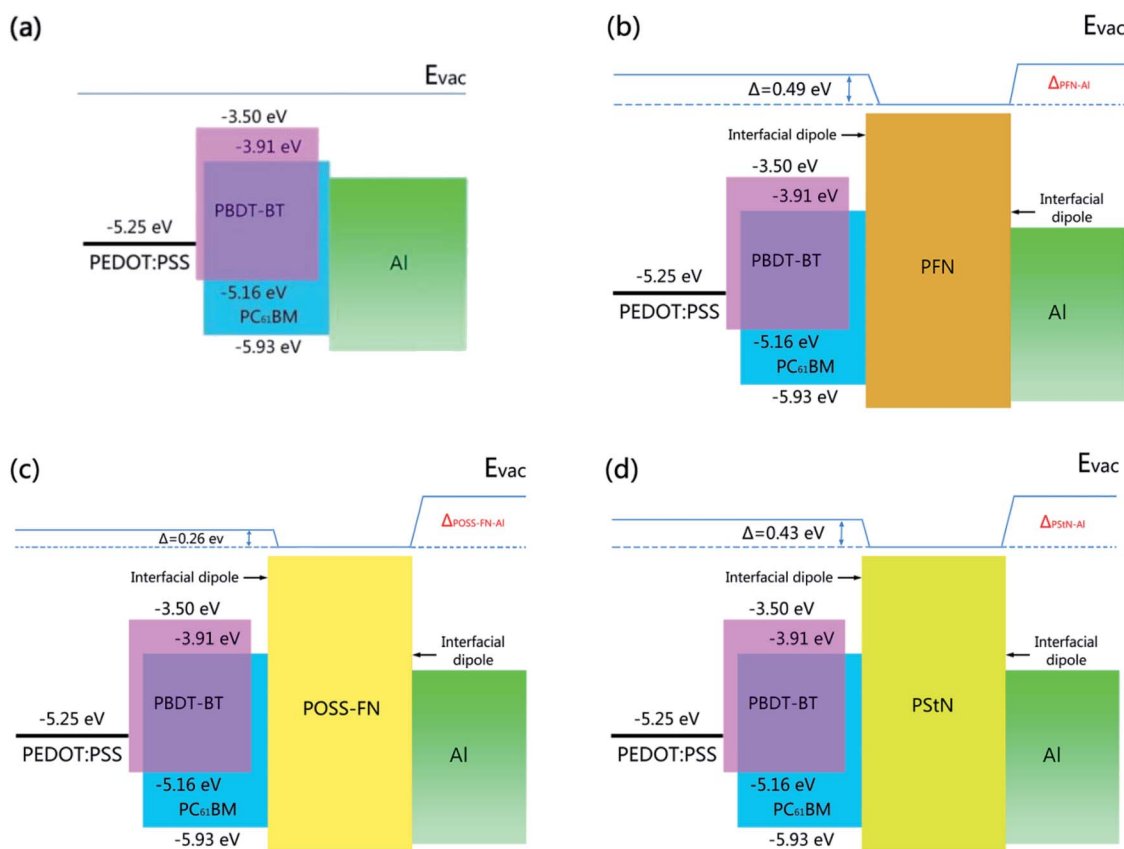 (a)
Evac
-3.50 eV
-3.91 eV
PBDT-BT
-5.25 eV
PEDOT:PSS
Al
-5.16 eV
PC₆₁BM
-5.93 eV
(b)
Evac
Δ=0.49 eV
ΔPFN-Al
Interfacial dipole
-3.50 eV
-3.91 eV
Interfacial
dipole
PBDT-BT
PFN
-5.25 eV
PEDOT:PSS
Al
-5.16 eV
PC₆₁BM
-5.93 eV
(c)
Evac
Δ=0.26 ev
ΔPOSS-FN-Al
Interfacial dipole
-3.50 eV
-3.91 eV
Interfacial
dipole
PBDT-BT
POSS-FN
-5.25 eV
PEDOT:PSS
Al
-5.16 eV
PC₆₁BM
-5.93 eV
(d)
Evac
Δ=0.43 eV
ΔPStN-Al
Interfacial dipole
-3.50 eV
-3.91 eV
Interfacial
dipole
PBDT-BT
PStN
-5.25 eV
PEDOT:PSS
Al
-5.16 eV
PC₆₁BM
-5.93 eV